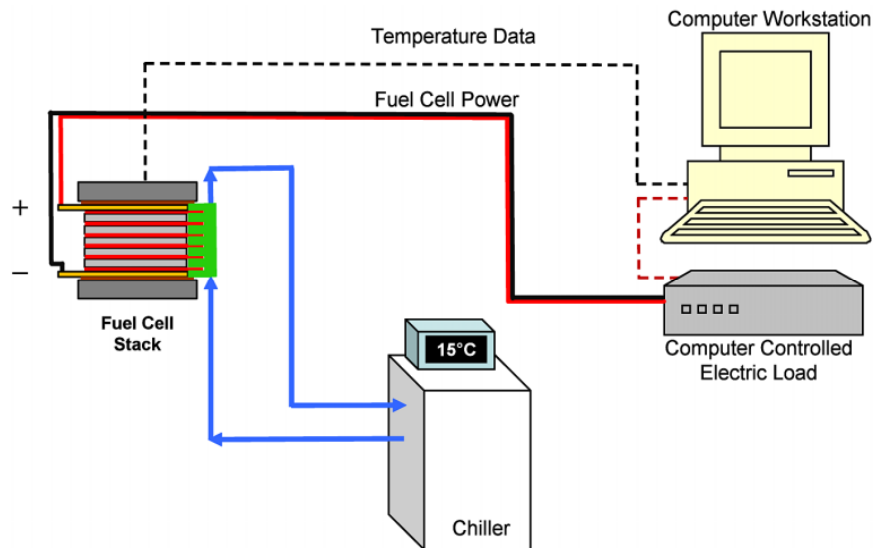 Computer Workstation
Temperature Data
Fuel Cell Power
+
–
Fuel Cell
Stack
15°C
Computer Controlled
Electric Load
Chiller